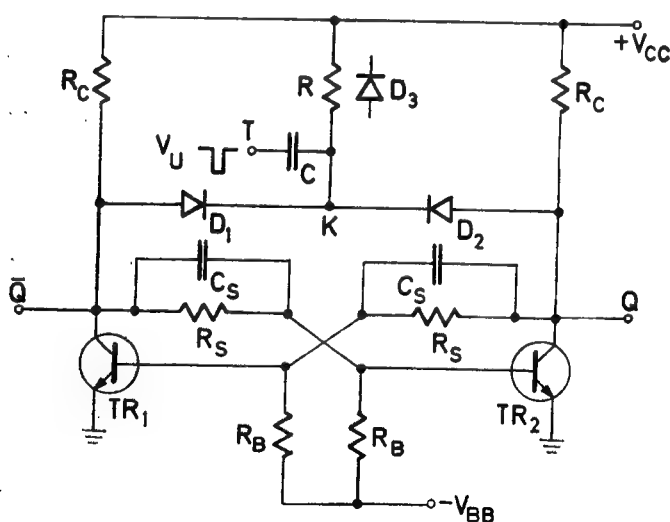 +V_CC
R_C
R
D_3
R_C
V_U
T
C
D_1
K
D_2
Q̄
C_S
C_S
Q
R_S
R_S
TR_1
TR_2
R_B
R_B
-V_BB